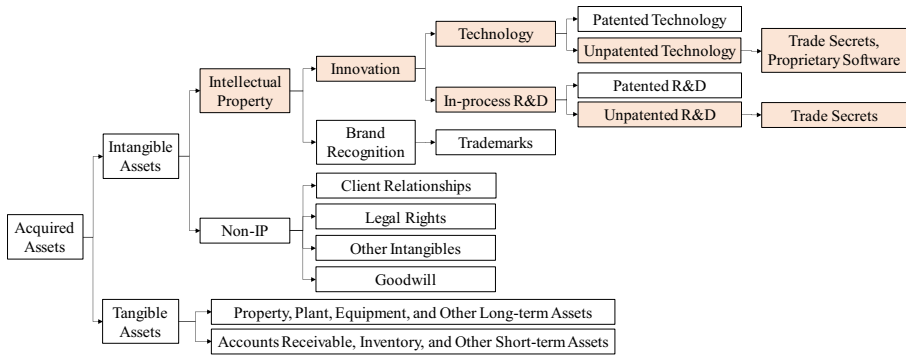 Patented Technology
Technology
Unpatented Technology
Trade Secrets,
Proprietary Software
Innovation
Intellectual
Property
Patented R&D
In-process R&D
Unpatented R&D
Trade Secrets
Brand
Recognition
Trademarks
Intangible
Assets
Client Relationships
Legal Rights
Non-IP
Other Intangibles
Goodwill
Acquired
Assets
Tangible
Assets
Property, Plant, Equipment, and Other Long-term Assets
Accounts Receivable, Inventory, and Other Short-term Assets